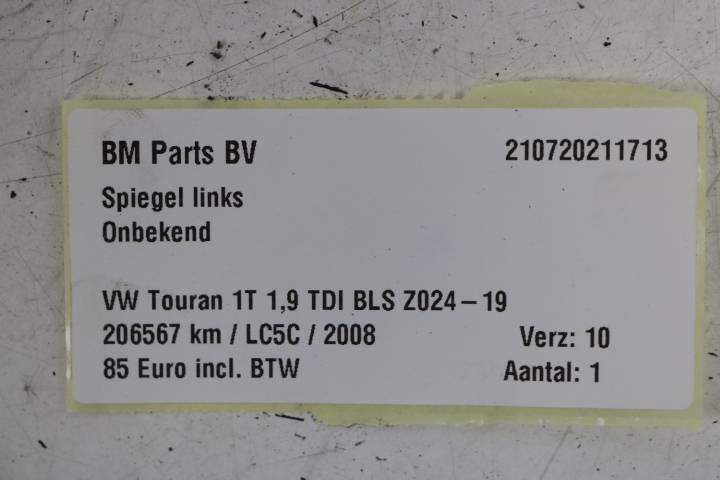 BM Parts BV 210720211713
Spiegel links
Onbekend
VW Touran 1T 1,9 TDI BLS Z024-19
206567 km / LC5C / 2008 Verz: 10
85 Euro incl. BTW Aantal: 1